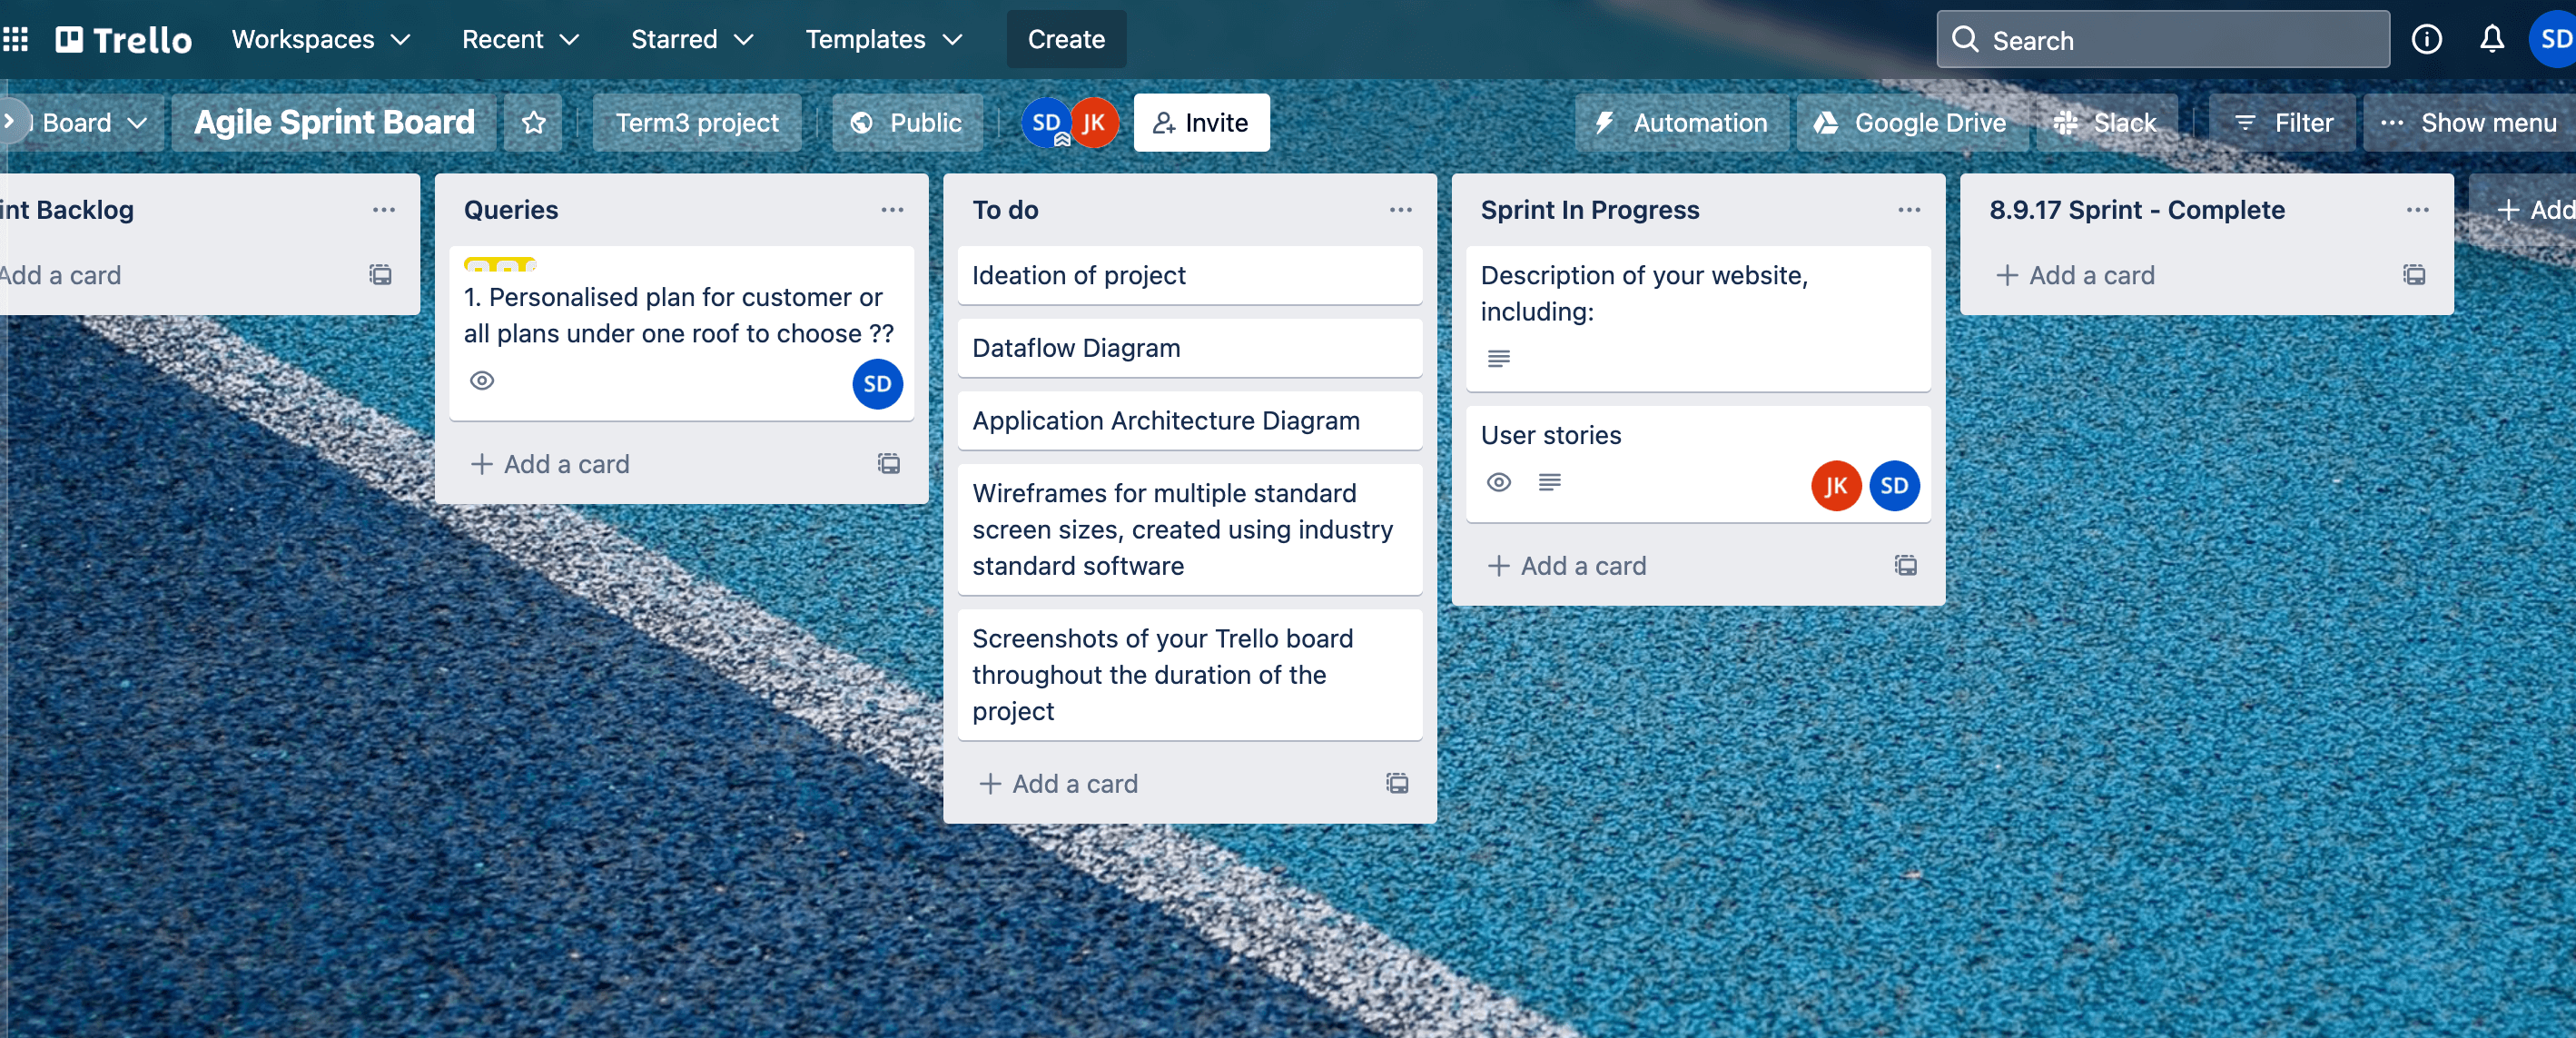 Trello Workspaces Recent Starred Templates Create Search SD
Board Agile Sprint Board Term3 project Public SD JK Invite Automation Google Drive Slack Filter Show menu
int Backlog
Add a card
Queries
1. Personalised plan for customer or
all plans under one roof to choose ??
SD
Add a card
To do
Ideation of project
Dataflow Diagram
Application Architecture Diagram
Wireframes for multiple standard
screen sizes, created using industry
standard software
Screenshots of your Trello board
throughout the duration of the
project
Add a card
Sprint In Progress
Description of your website,
including:
User stories
JK SD
Add a card
8.9.17 Sprint - Complete
Add a card
Add